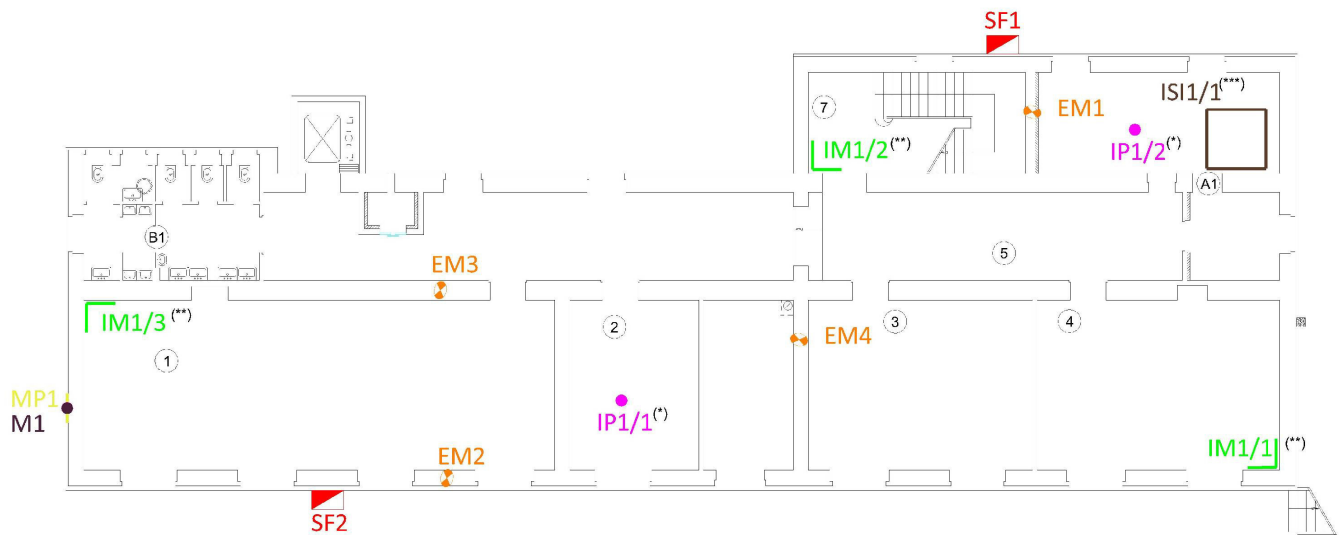 SF1
ISI1/1(***)
7
EM1
IP1/2(*)
IM1/2(**)
A1
B1
5
EM3
IM1/3(**)
2
3
4
EM4
1
MP1
M1
IP1/1(*)
IM1/1(**)
EM2
SF2